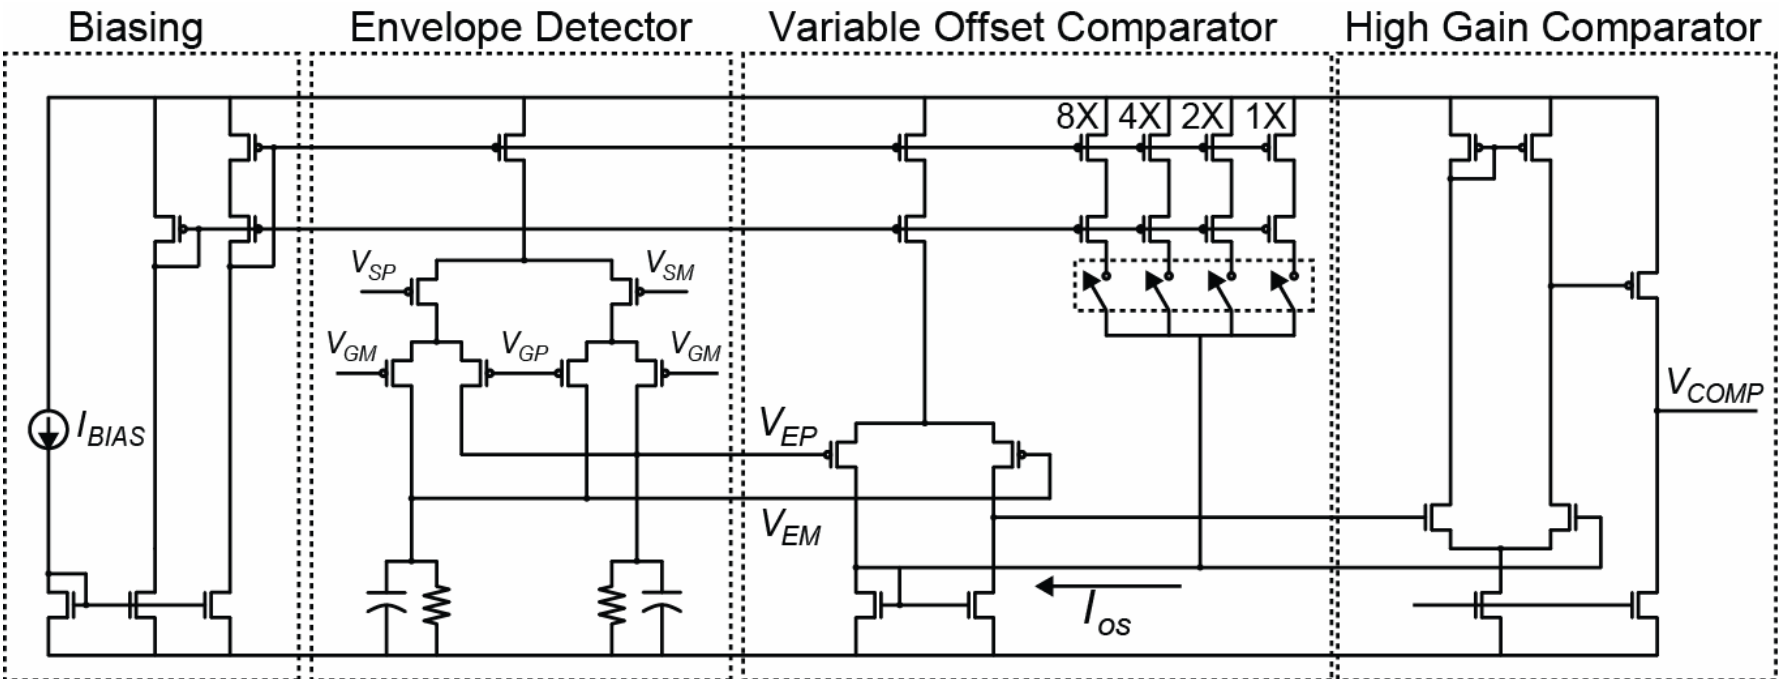 Biasing
Envelope Detector
Variable Offset Comparator
High Gain Comparator
8X 4X 2X 1X
VSP
VSM
VGM
VGP
VGM
IBIAS
VEP
VEM
VCOMP
IOS